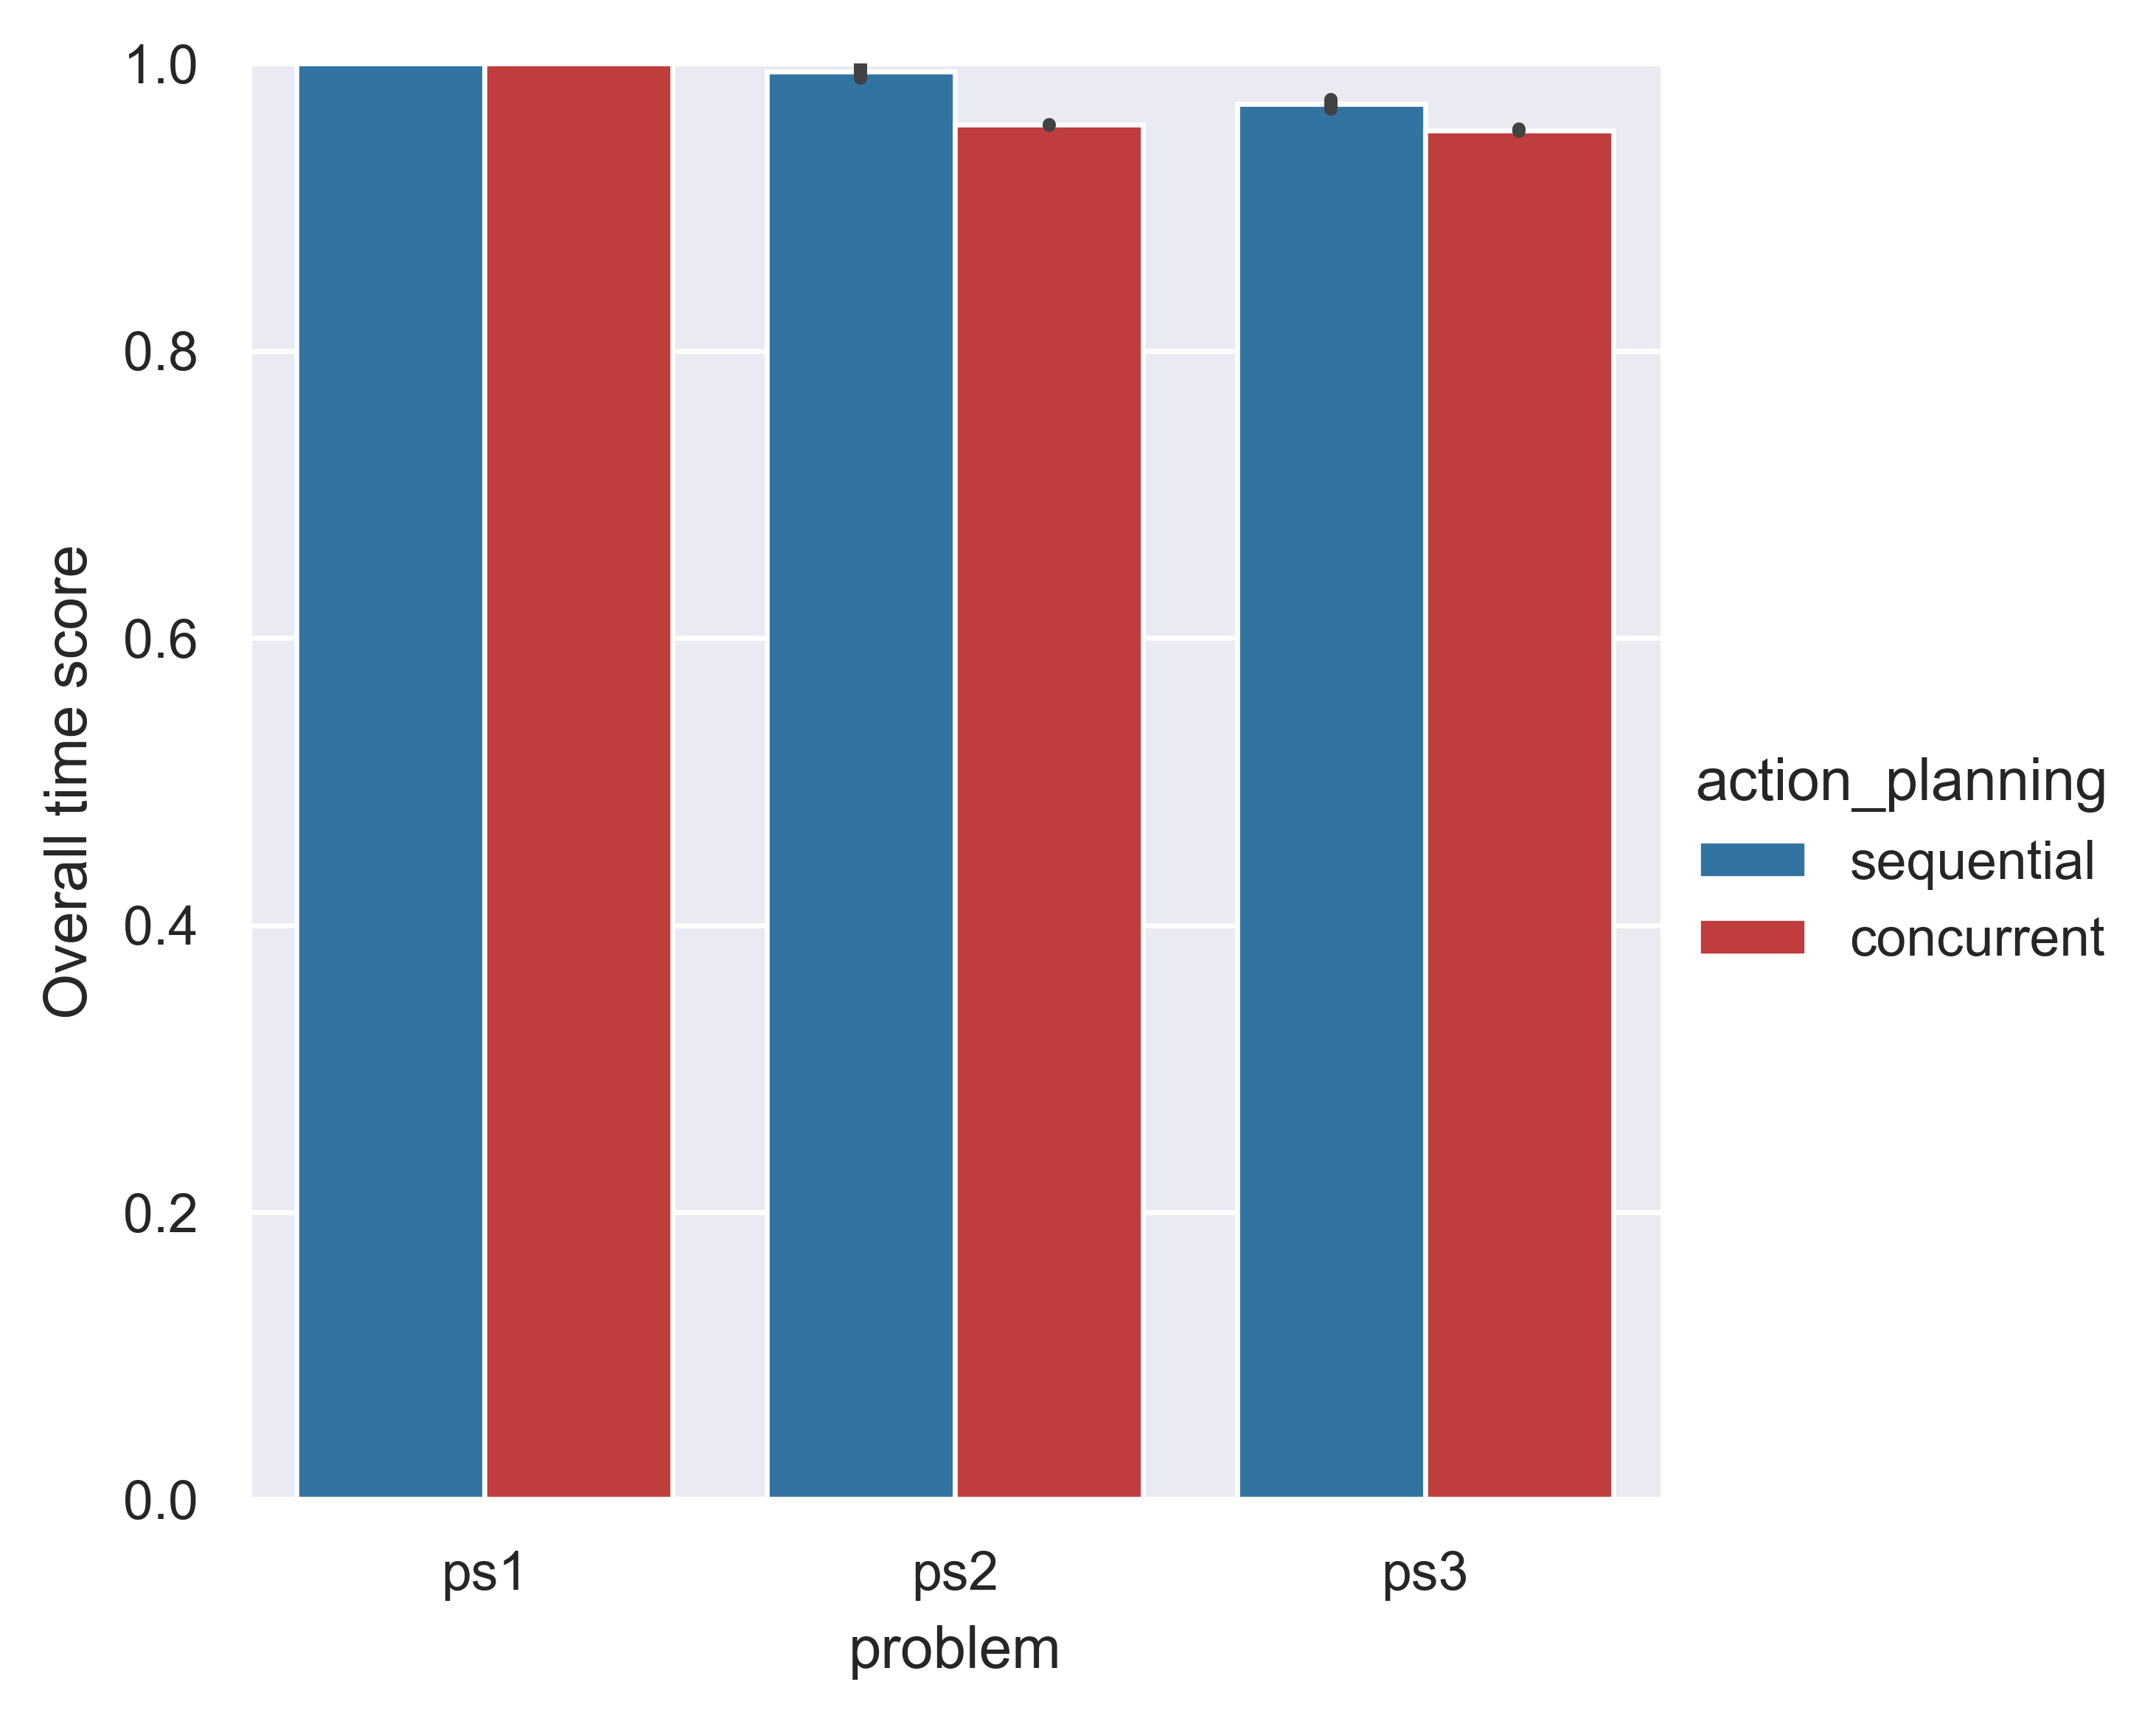 1.0
0.8
0.6
0.4
0.2
0.0
Overall time score
ps1
ps2
ps3
problem
action_planning
sequential
concurrent